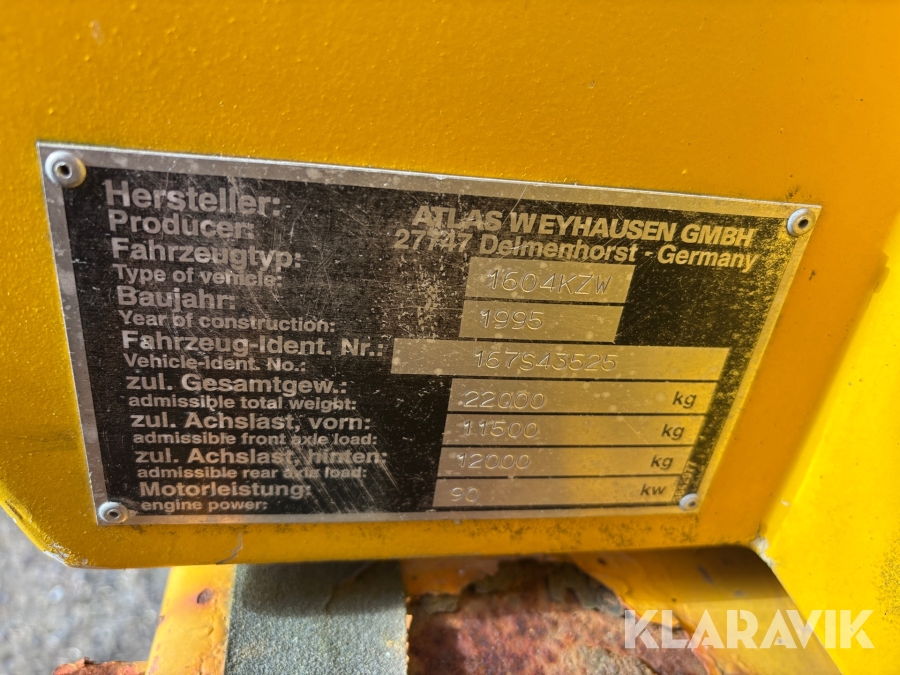 Hersteller:
Producer:
ATLAS WEYHAUSEN GMBH
27747 Delmenhorst - Germany
Fahrzeugtyp:
Type of vehicle:
1604KZW
Baujahr:
Year of construction:
1995
Fahrzeug-Ident. Nr.:
Vehicle-ident. No.:
167S43525
zul. Gesamtgew.:
admissible total weight:
22000 kg
zul. Achslast, vorn:
admissible front axle load:
11500 kg
zul. Achslast, hinten:
admissible rear axle load:
12000 kg
Motorleistung:
engine power:
90 kw
KLARAVIK